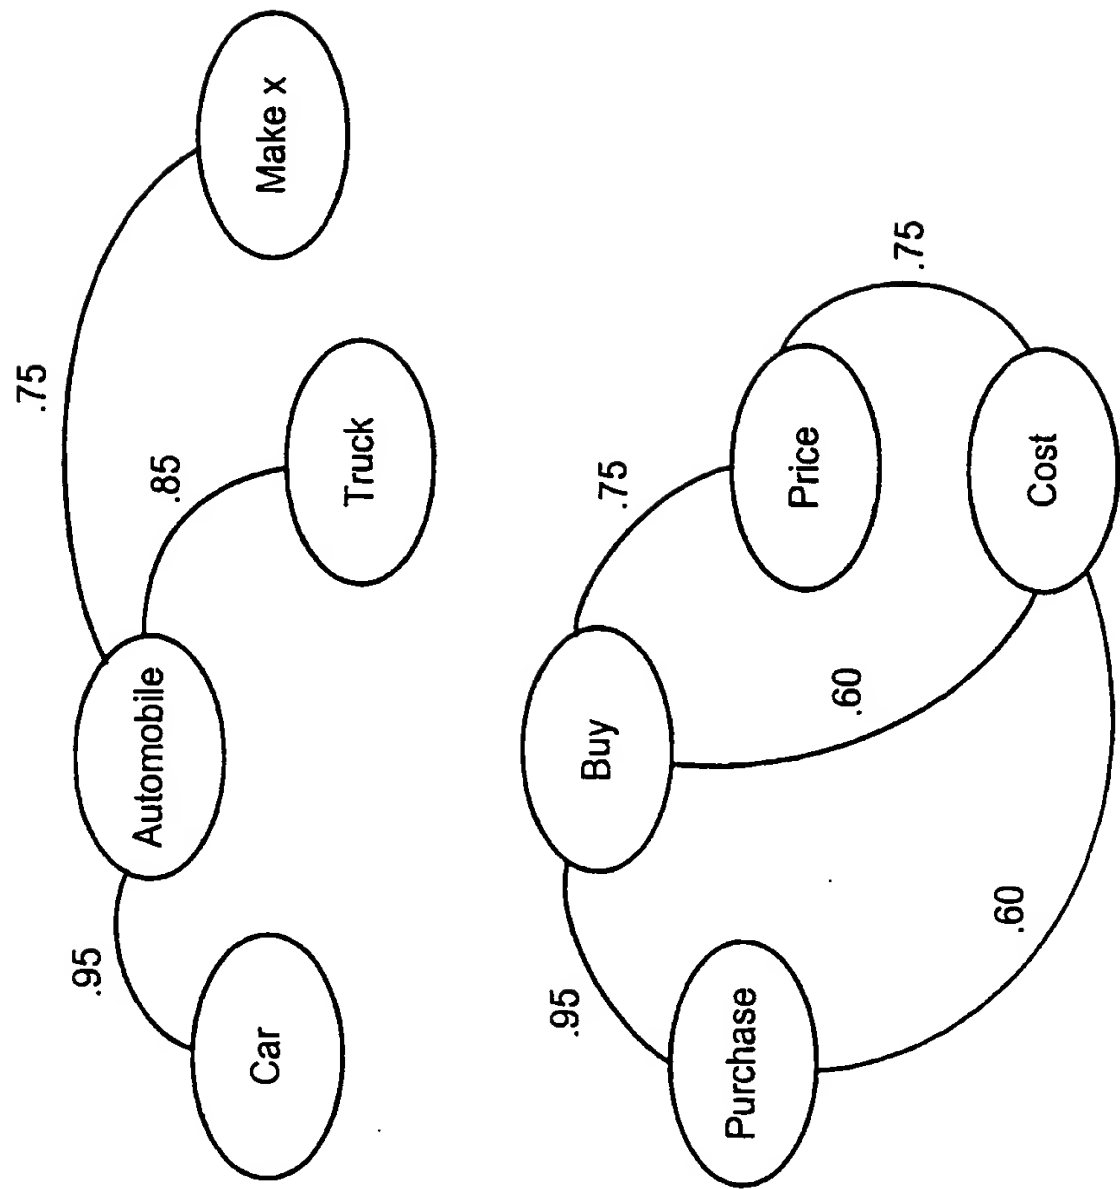 .95
.85
.75
Car
Automobile
Truck
Make x
.95
.75
.75
Purchase
Buy
Price
.60
.60
Cost